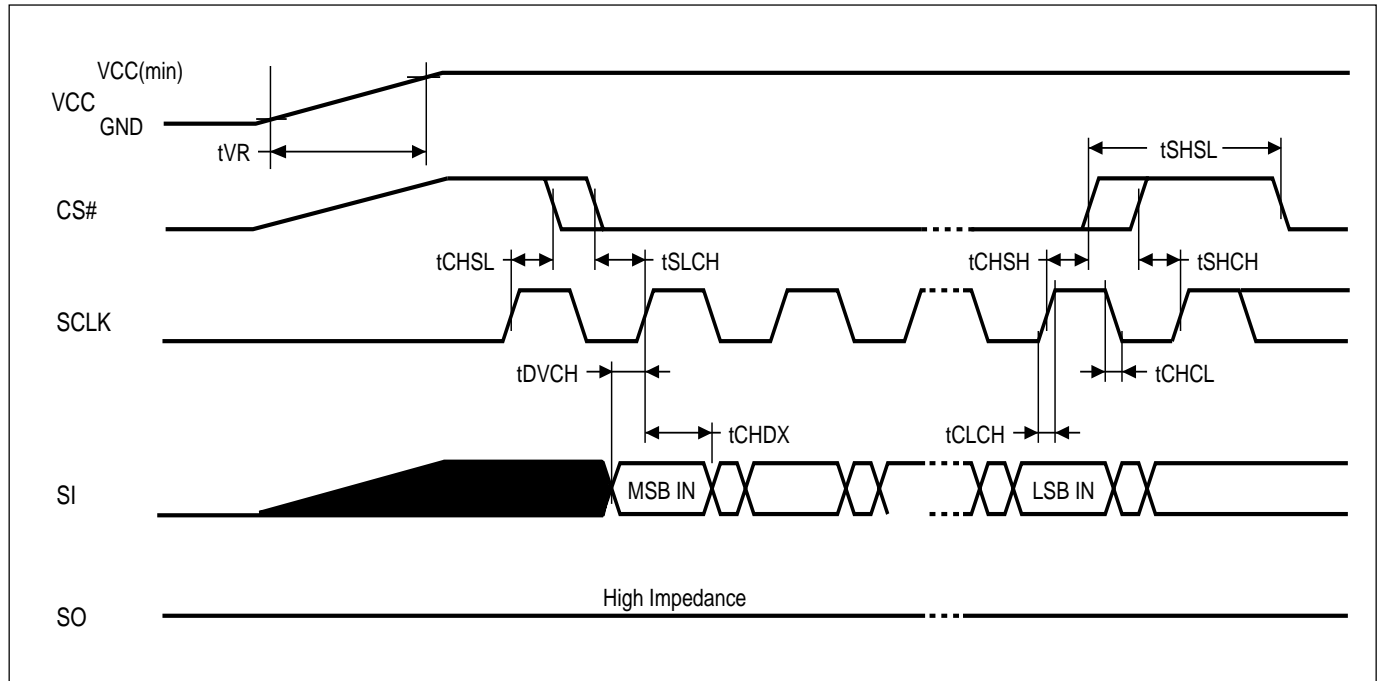 VCC(min)
VCC
GND
tVR
tSHSL
CS#
tCHSL
tSLCH
tCHSH
tSHCH
SCLK
tDVCH
tCHCL
tCHDX
tCLCH
SI
MSB IN
LSB IN
High Impedance
SO